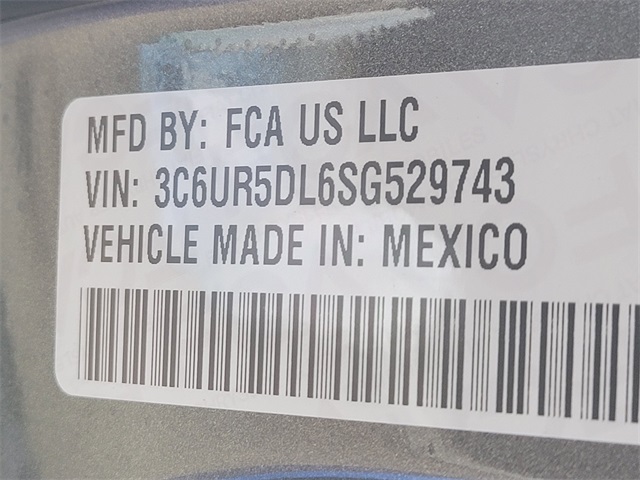 MFD BY: FCA US LLC
VIN: 3C6UR5DL6SG529743
VEHICLE MADE IN: MEXICO